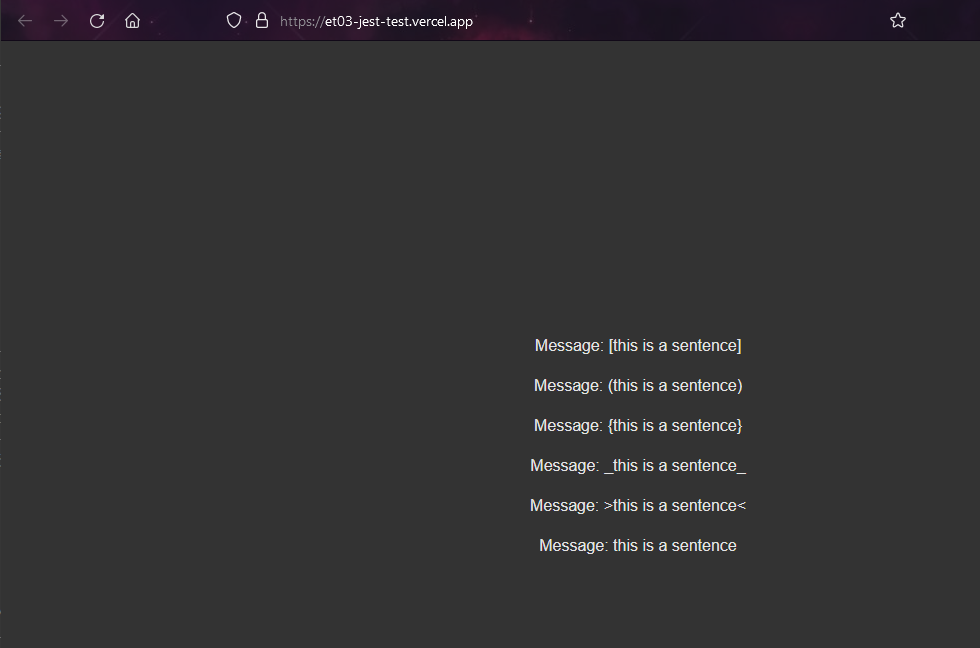 https://et03-jest-test.vercel.app
Message: [this is a sentence]
Message: (this is a sentence)
Message: {this is a sentence}
Message: _this is a sentence_
Message: >this is a sentence<
Message: this is a sentence